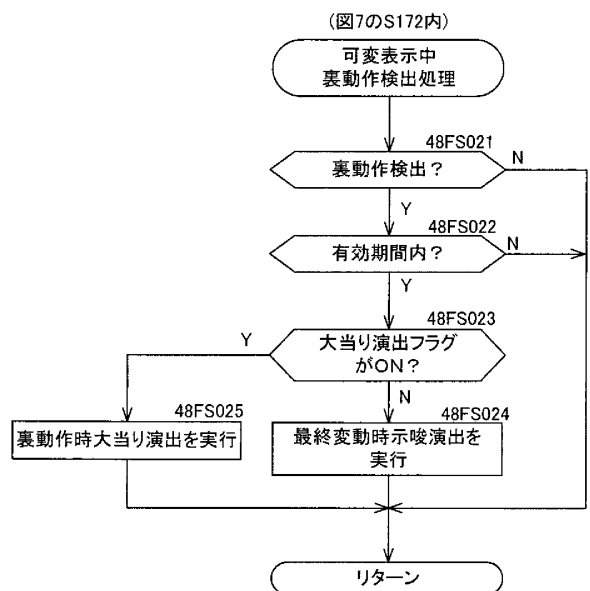 (図7のS172内)
可変表示中
裏動作検出処理
48FS021
裏動作検出？
N
Y
48FS022
有効期間内？
N
Y
48FS023
Y
大当り演出フラグ
がON？
N
48FS025
裏動作時大当り演出を実行
48FS024
最終変動時示唆演出を
実行
リターン